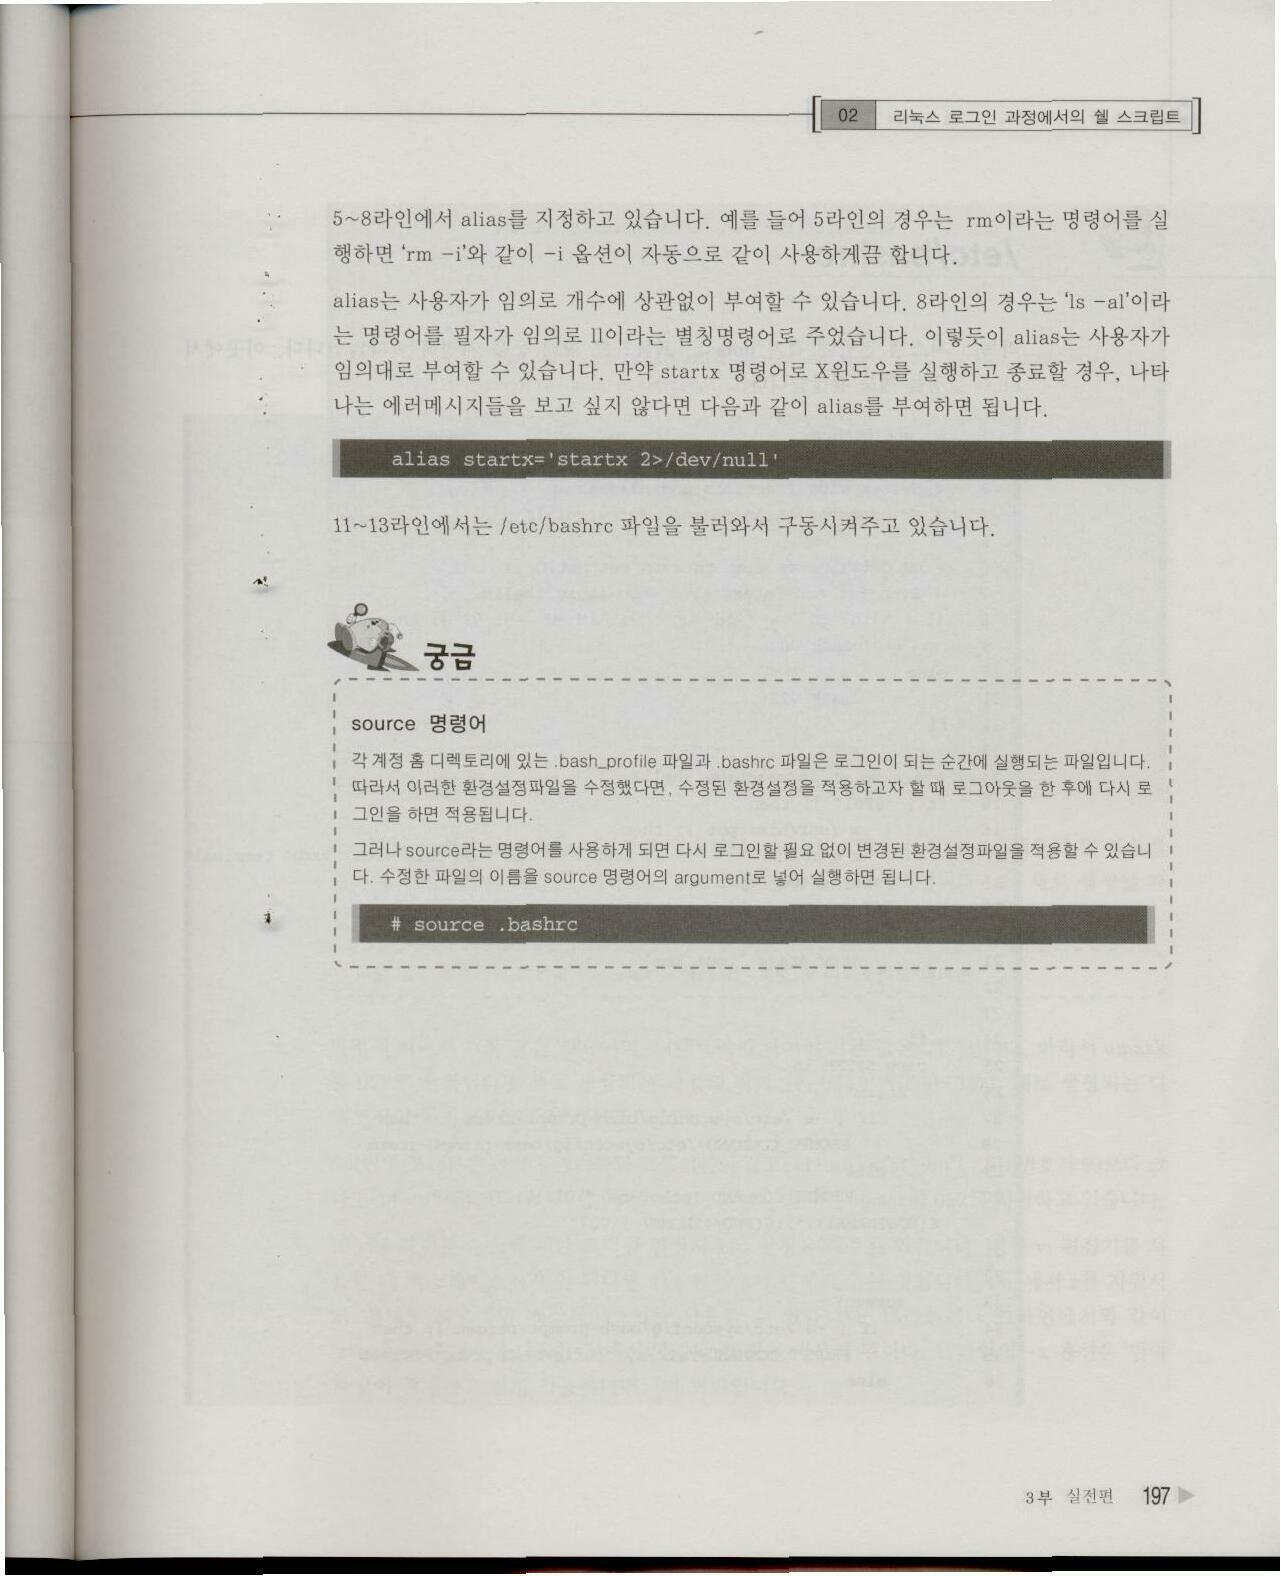 02 리눅스 로그인 과정에서의 쉘 스크립트
5~8라인에서 alias를 지정하고 있습니다. 예를 들어 5라인의 경우는 rm이라는 명령어를 실
행하면 ‘rm -i’와 같이 -i 옵션이 자동으로 같이 사용하게끔 합니다.
alias는 사용자가 임의로 개수에 상관없이 부여할 수 있습니다. 8라인의 경우는 ‘ls -al’이라
는 명령어를 필자가 임의로 ll이라는 별칭명령어로 주었습니다. 이렇듯이 alias는 사용자가
임의대로 부여할 수 있습니다. 만약 startx 명령어로 X윈도우를 실행하고 종료할 경우, 나타
나는 에러메시지들을 보고 싶지 않다면 다음과 같이 alias를 부여하면 됩니다.
alias startx='startx 2>/dev/null'
11~13라인에서는 /etc/bashrc 파일을 불러와서 구동시켜주고 있습니다.
궁금
source 명령어
각 계정 홈 디렉토리에 있는 .bash_profile 파일과 .bashrc 파일은 로그인이 되는 순간에 실행되는 파일입니다.
따라서 이러한 환경설정파일을 수정했다면, 수정된 환경설정을 적용하고자 할 때 로그아웃을 한 후에 다시 로
그인을 하면 적용됩니다.
그러나 source라는 명령어를 사용하게 되면 다시 로그인할 필요 없이 변경된 환경설정파일을 적용할 수 있습니
다. 수정한 파일의 이름을 source 명령어의 argument로 넣어 실행하면 됩니다.
# source .bashrc
3부 실전편 197